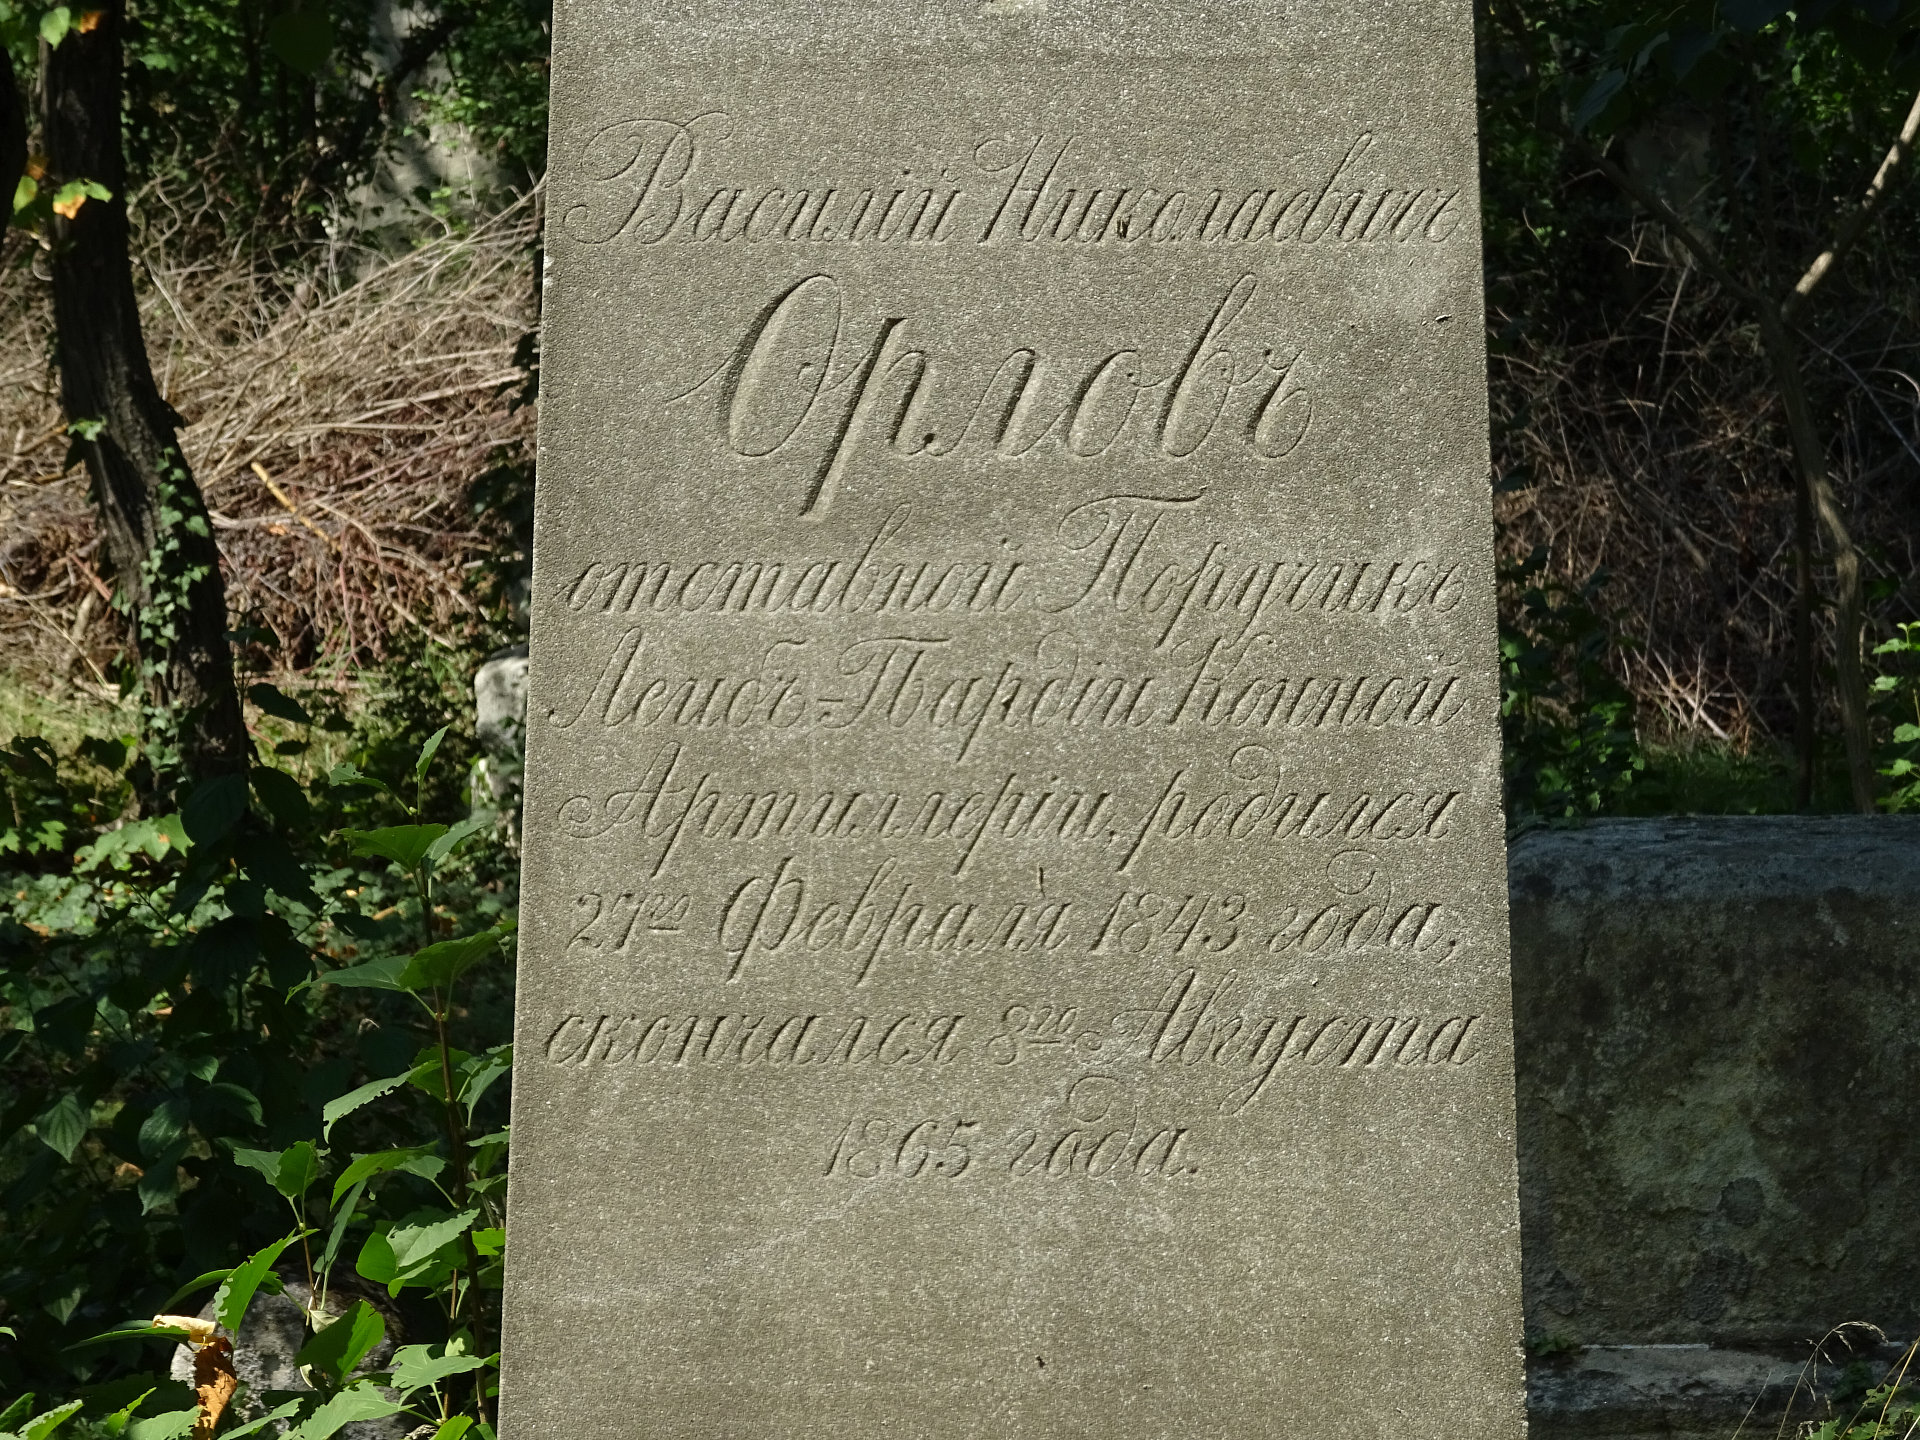 Василій Николаевичъ
Орловъ
отставной Поручикъ
Лейбъ-Гвардіи Конной
Артиллеріи, родился
27го Февраля 1843 года,
скончался 8го Августа
1865 года.